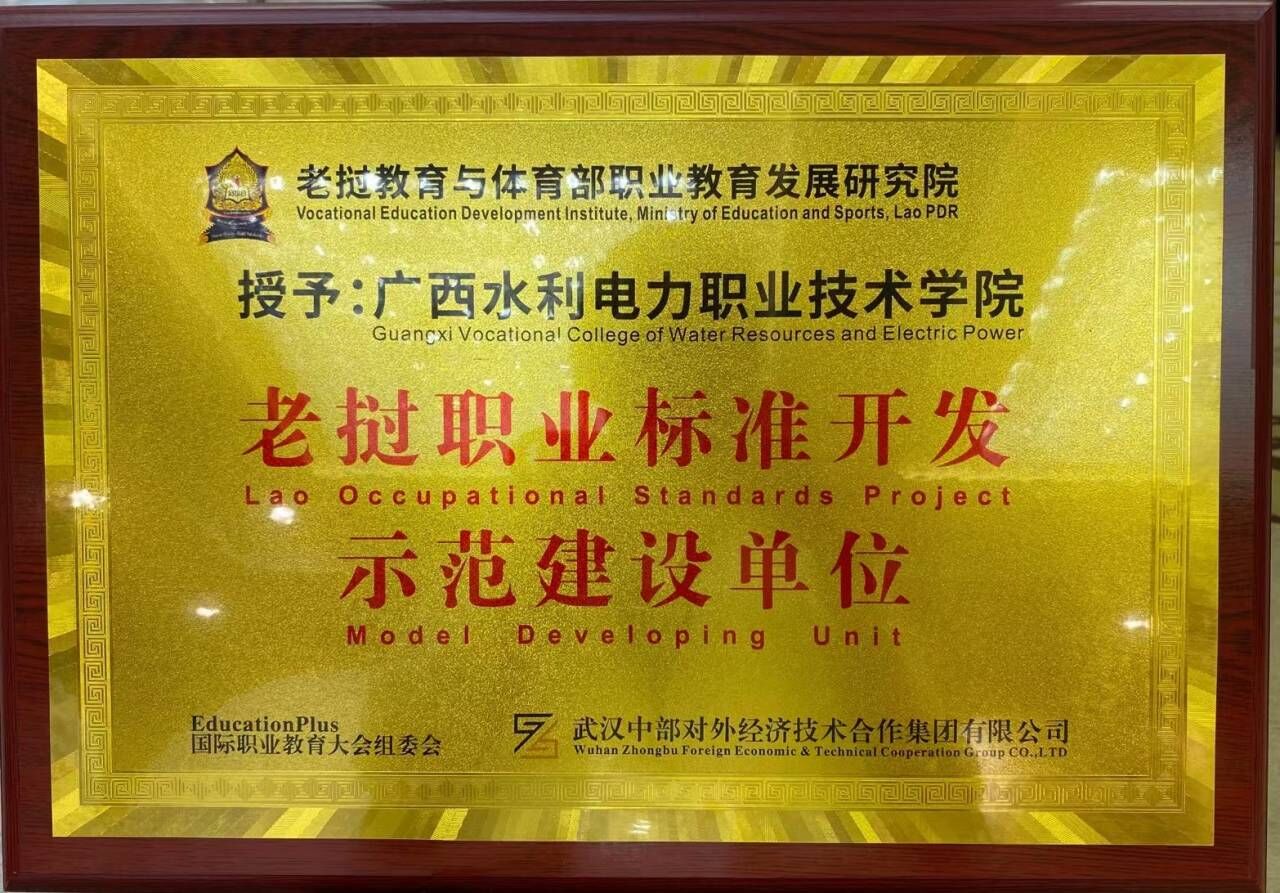 老挝教育与体育部职业教育发展研究院
Vocational Education Development Institute, Ministry of Education and Sports, Lao PDR
授予:广西水利电力职业技术学院
Guangxi Vocational College of Water Resources and Electric Power
老挝职业标准开发
Lao Occupational Standards Project
示范建设单位
Model Developing Unit
EducationPlus
国际职业教育大会组委会
武汉中部对外经济技术合作集团有限公司
Wuhan Zhongbu Foreign Economic & Technical Cooperation Group CO.,LTD